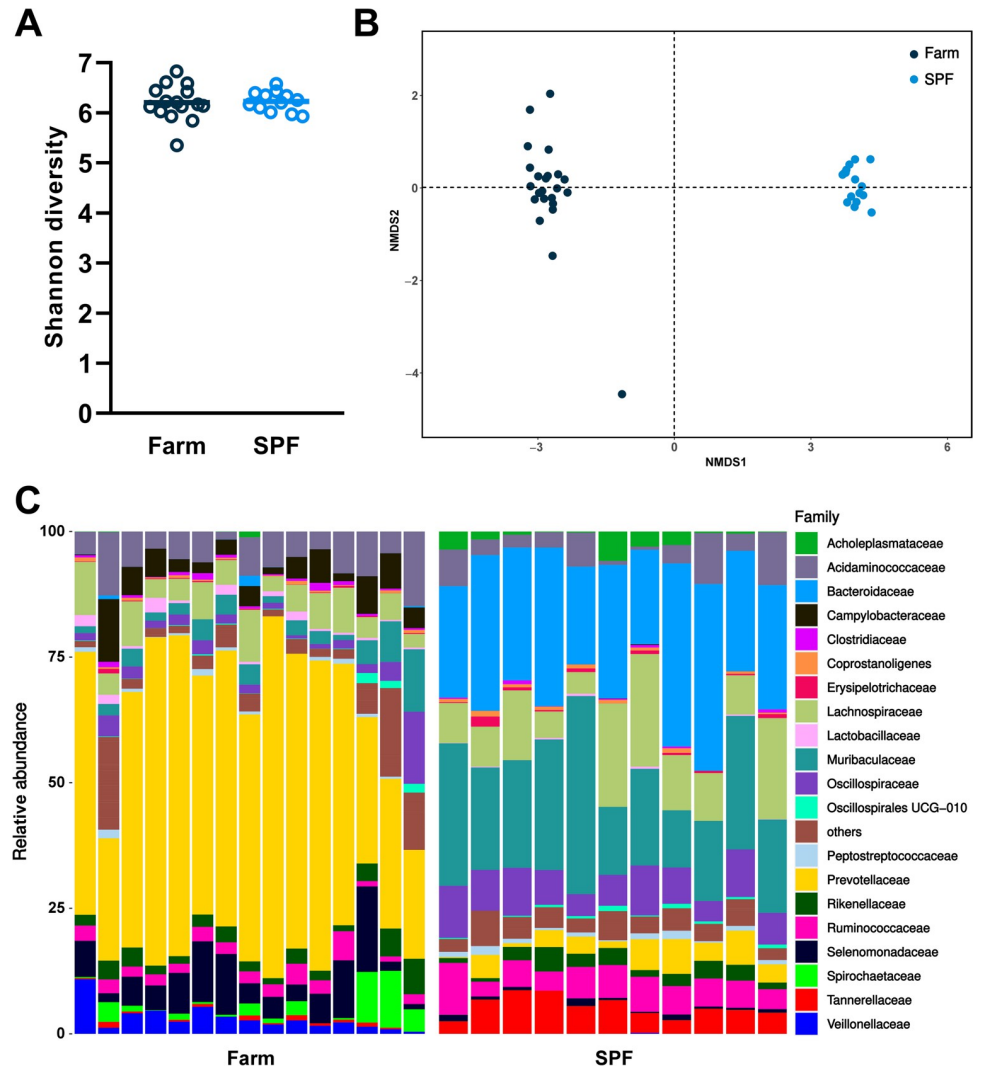 A
7
6
5
4
3
2
1
0
Shannon diversity
Farm
SPF
B
Farm
SPF
2
0
−2
−4
NMDS2
−3
0
3
6
NMDS1
C
100
75
50
25
0
Relative abundance
Farm
SPF
Family
Acholeplasmataceae
Acidaminococcaceae
Bacteroidaceae
Campylobacteraceae
Clostridiaceae
Coprostanoligenes
Erysipelotrichaceae
Lachnospiraceae
Lactobacillaceae
Muribaculaceae
Oscillospiraceae
Oscillospirales UCG−010
others
Peptostreptococcaceae
Prevotellaceae
Rikenellaceae
Ruminococcaceae
Selenomonadaceae
Spirochaetaceae
Tannerellaceae
Veillonellaceae